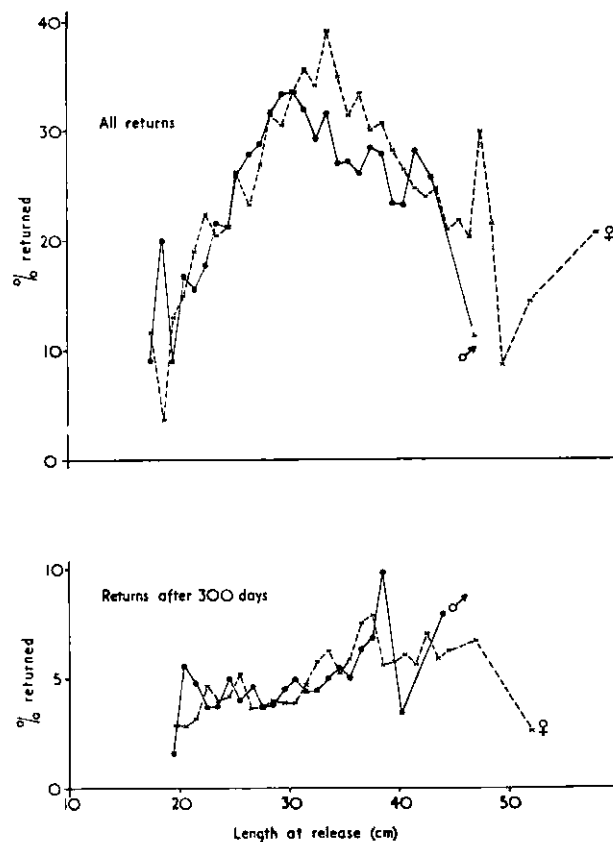 40
30
20
10
0
% returned
All returns
♀
♂
10
5
0
% returned
Returns after 300 days
♂
♀
10 20 30 40 50
Length at release (cm)